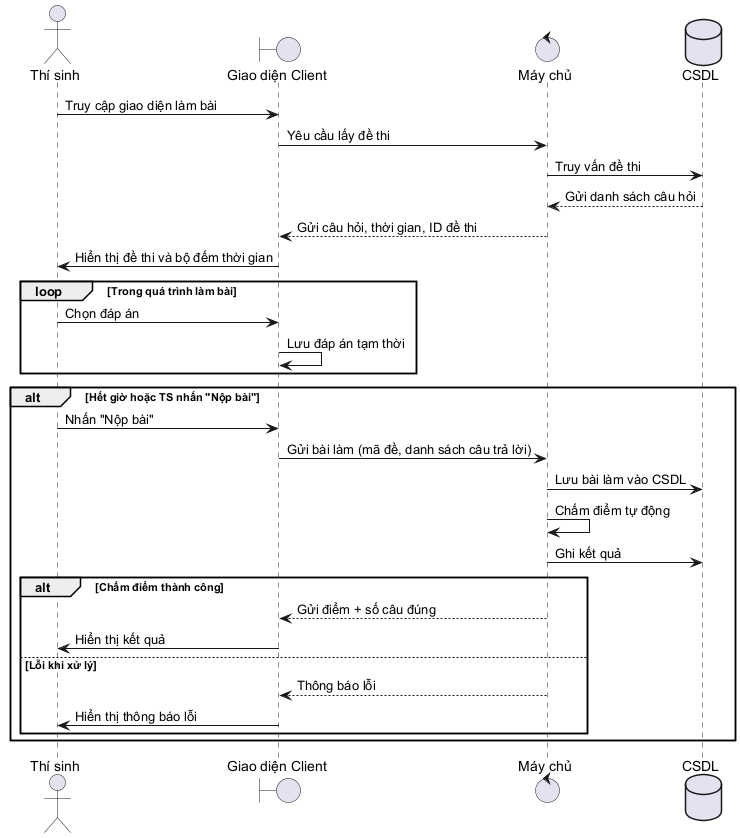 Thí sinh
Giao diện Client
Máy chủ
CSDL
Truy cập giao diện làm bài
Yêu cầu lấy đề thi
Truy vấn đề thi
Gửi danh sách câu hỏi
Gửi câu hỏi, thời gian, ID đề thi
Hiển thị đề thi và bộ đếm thời gian
loop [Trong quá trình làm bài]
Chọn đáp án
Lưu đáp án tạm thời
alt [Hết giờ hoặc TS nhấn "Nộp bài"]
Nhấn "Nộp bài"
Gửi bài làm (mã đề, danh sách câu trả lời)
Lưu bài làm vào CSDL
Chấm điểm tự động
Ghi kết quả
alt [Chấm điểm thành công]
Gửi điểm + số câu đúng
Hiển thị kết quả
[Lỗi khi xử lý]
Thông báo lỗi
Hiển thị thông báo lỗi
Thí sinh
Giao diện Client
Máy chủ
CSDL